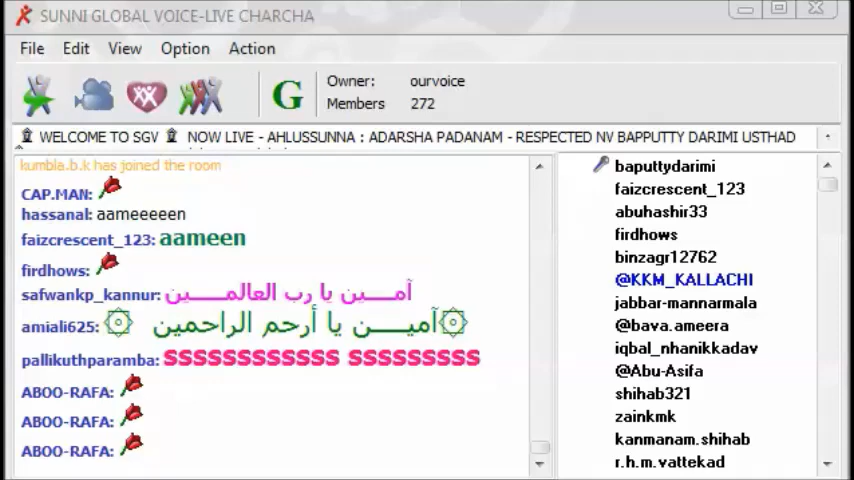 SUNNI GLOBAL VOICE-LIVE CHARCHA
File Edit View Option Action
G
Owner: ourvoice
Members 272
WELCOME TO SGV NOW LIVE - AHLUSSUNNA : ADARSHA PADANAM - RESPECTED NV BAPPUTTY DARIMI USTHAD
kumbla.b.k has joined the room
CAP.MAN:
hassanal: aameeeeen
faizcrescent_123: aameen
firdhows:
safwankp_kannur: آمـــين يا رب العالمـــــين
amiali625: ۞آميـــــن يا أرحم الراحمين ۞
pallikuthparamba: SSSSSSSSSSSS SSSSSSSSS
ABOO-RAFA:
ABOO-RAFA:
ABOO-RAFA:
baputtydarimi
faizcrescent_123
abuhashir33
firdhows
binzagr12762
@KKM_KALLACHI
jabbar-mannarmala
@bava.ameera
iqbal_nhanikkadav
@Abu-Asifa
shihab321
zainkmk
kanmanam.shihab
r.h.m.vattekad